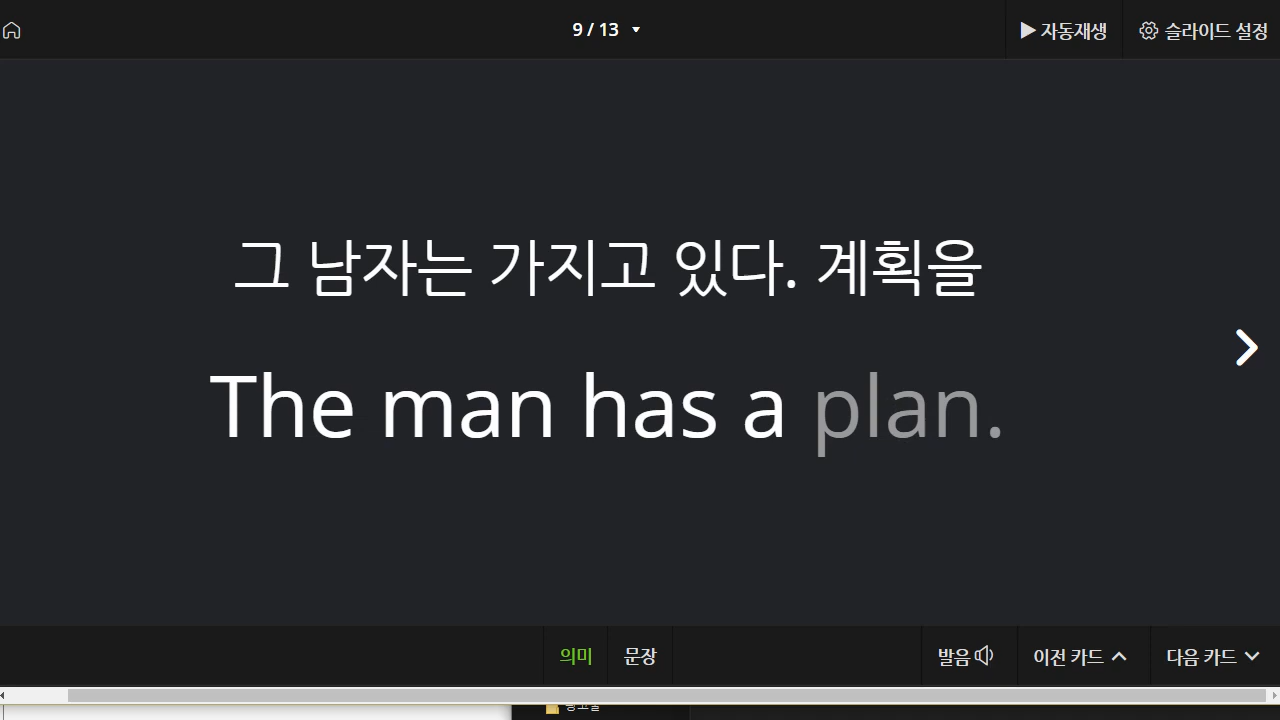 9 / 13
자동재생
슬라이드 설정
그 남자는 가지고 있다. 계획을
The man has a plan.
의미
문장
발음
이전 카드
다음 카드